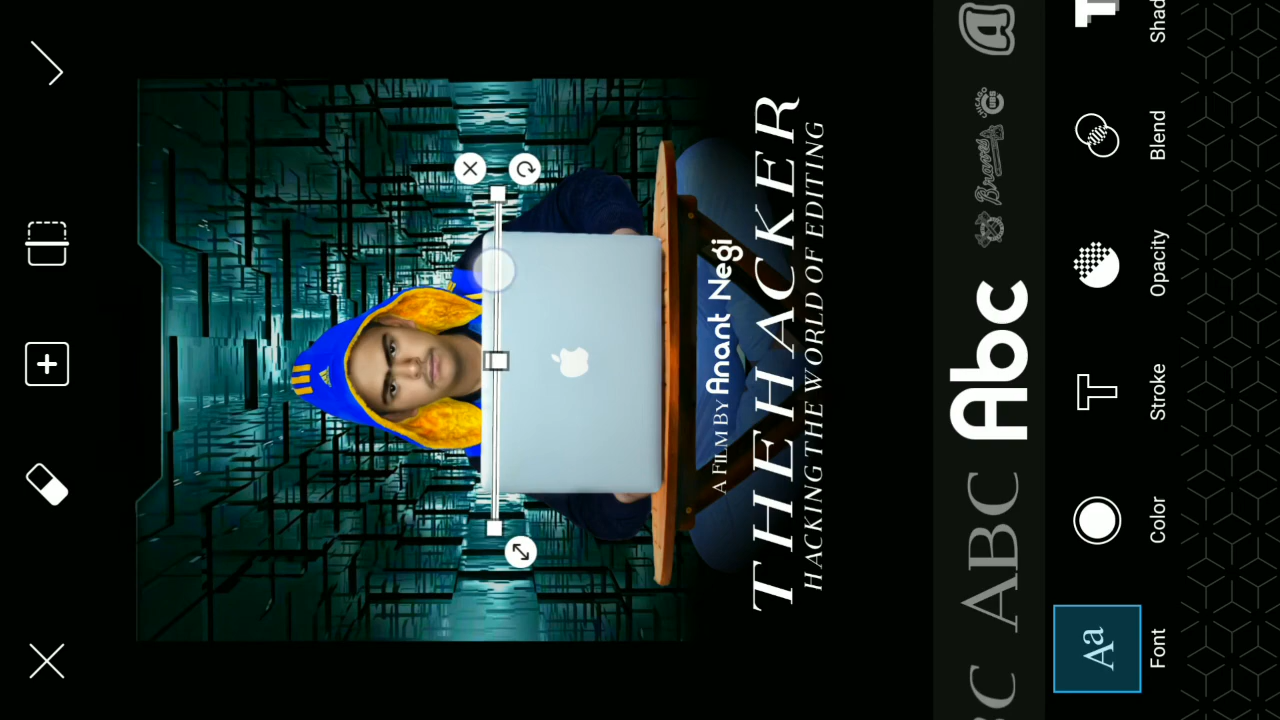 A FILM BY Anant Negi
THE HACKER
HACKING THE WORLD OF EDITING
ABC
Abc
Braves
Aa
Font
Color
Stroke
Opacity
Blend
Shad